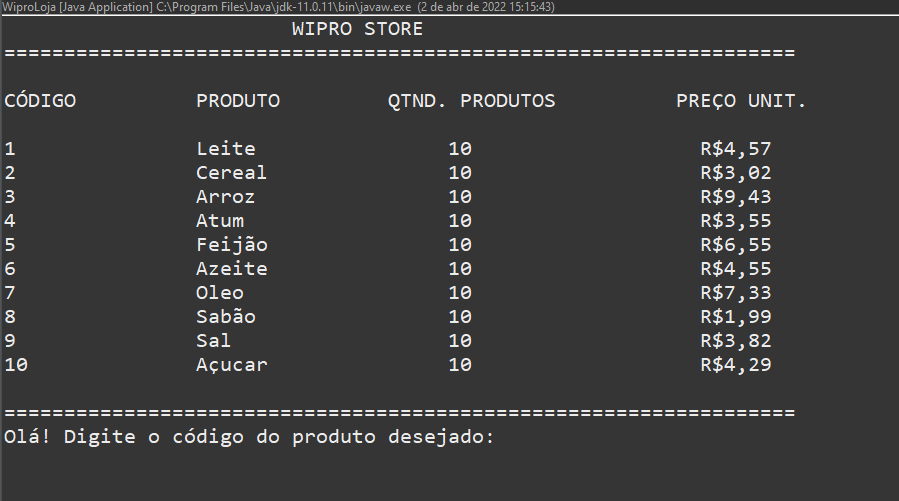 WiproLoja [Java Application] C:\Program Files\Java\jdk-11.0.11\bin\javaw.exe (2 de abr de 2022 15:15:43)
WIPRO STORE
==================================================================
CÓDIGO PRODUTO QTND. PRODUTOS PREÇO UNIT.
1 Leite 10 R$4,57
2 Cereal 10 R$3,02
3 Arroz 10 R$9,43
4 Atum 10 R$3,55
5 Feijão 10 R$6,55
6 Azeite 10 R$4,55
7 Oleo 10 R$7,33
8 Sabão 10 R$1,99
9 Sal 10 R$3,82
10 Açucar 10 R$4,29
==================================================================
Olá! Digite o código do produto desejado: